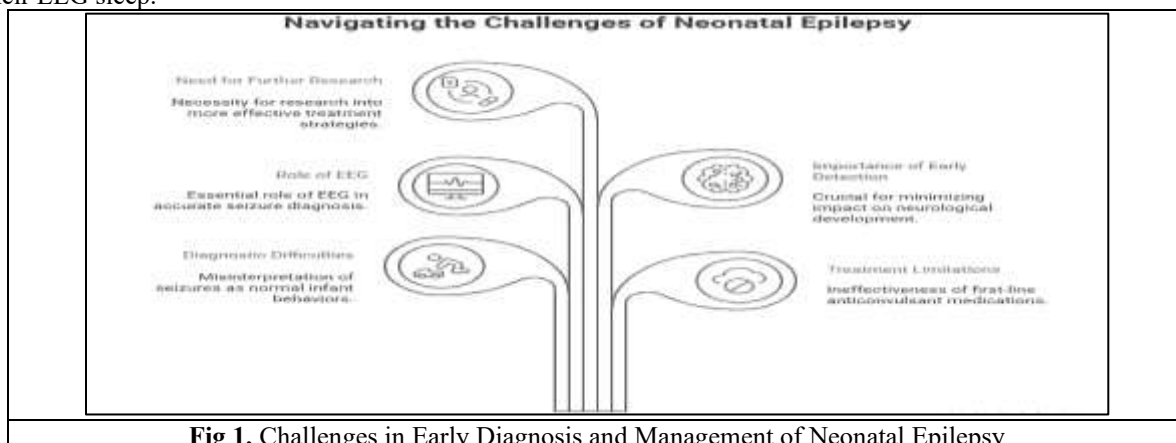 their EEG sleep.
Navigating the Challenges of Neonatal Epilepsy
Need for Further Research
Necessity for research into
more effective treatment
strategies.
Role of EEG
Essential role of EEG in
accurate seizure diagnosis.
Diagnostic Difficulties
Misinterpretation of
seizures as normal infant
behaviors.
Importance of Early
Detection
Crucial for minimizing
impact on neurological
development.
Treatment Limitations
Ineffectiveness of first-line
anticonvulsant medications.
Fig 1. Challenges in Early Diagnosis and Management of Neonatal Epilepsy